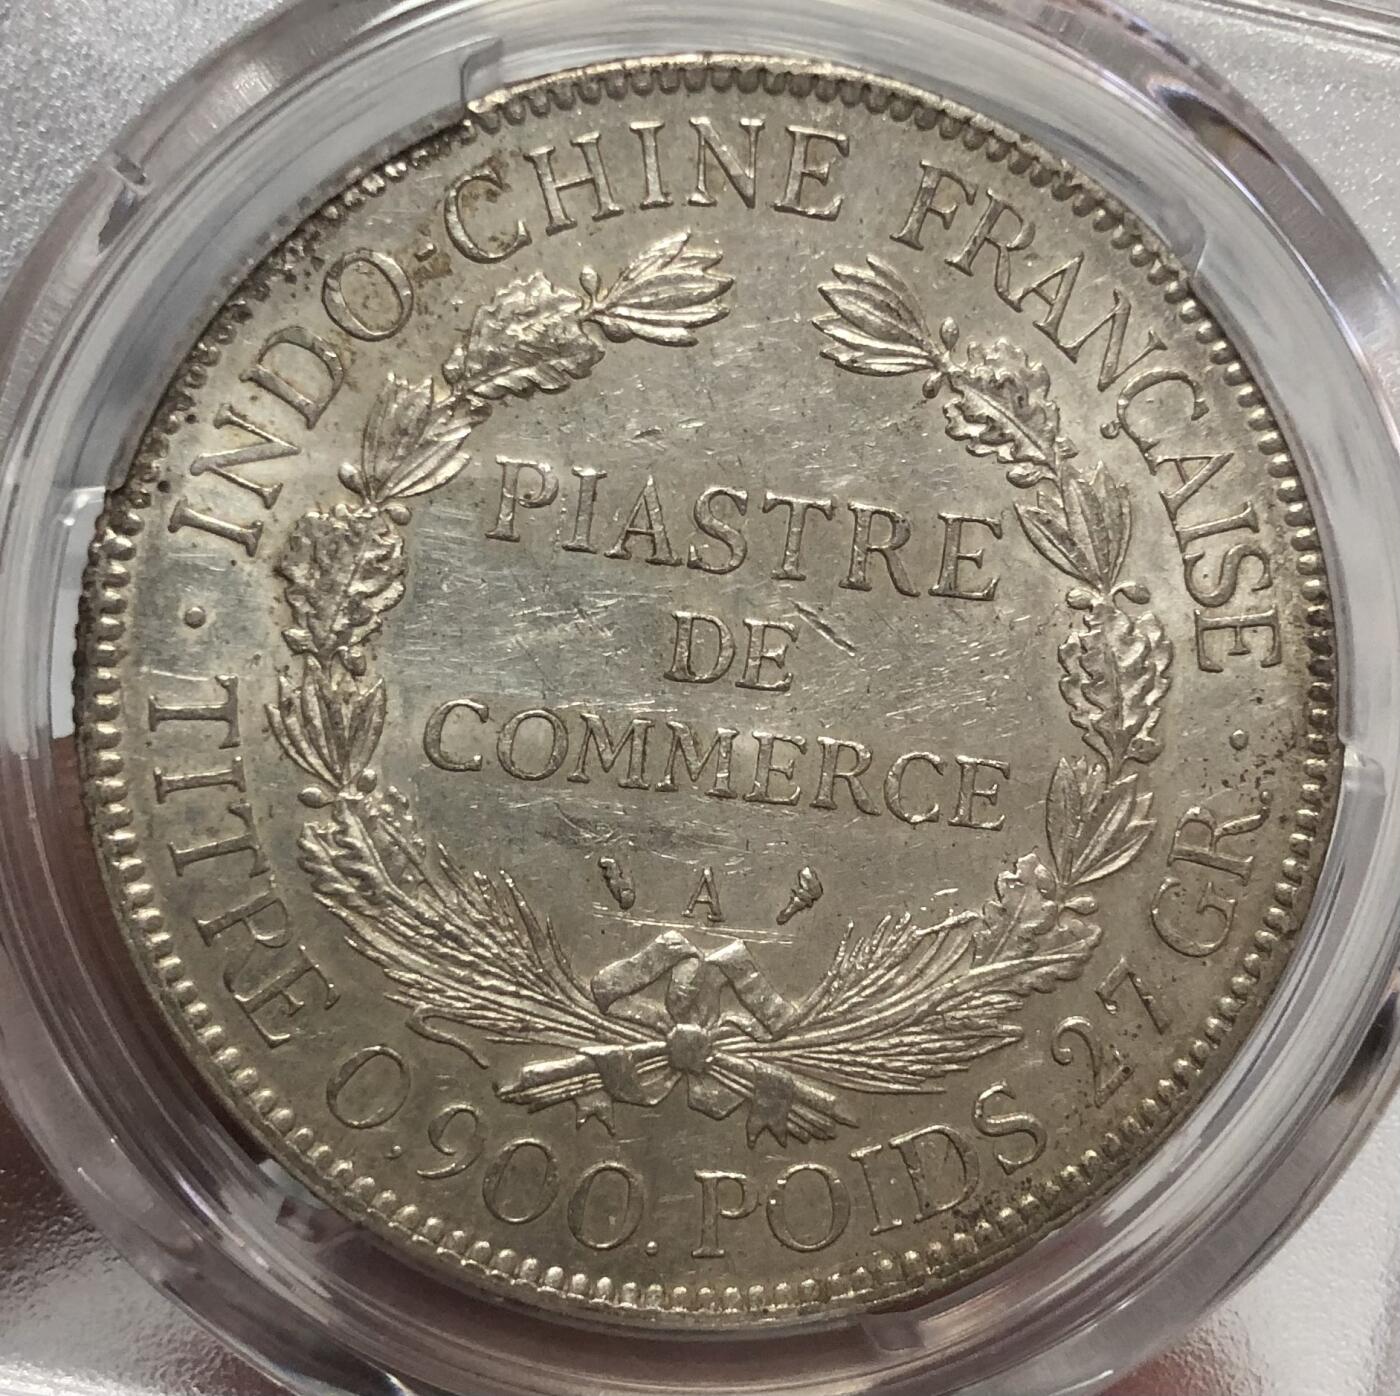 INDO-CHINE FRANÇAISE
PIASTRE
DE
COMMERCE
A
TITRE 0,900. POIDS 27 GR.